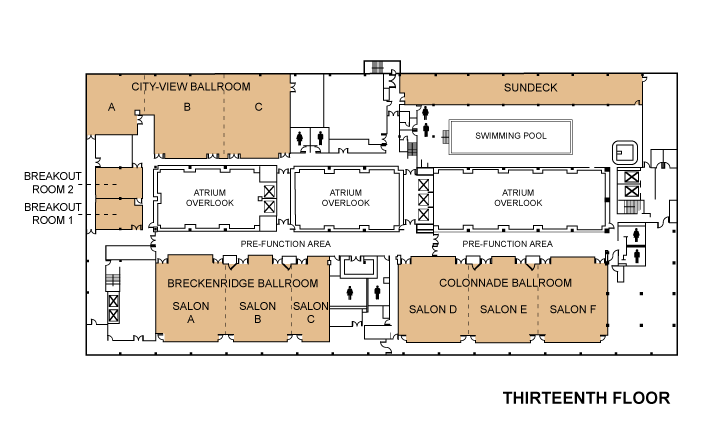 CITY-VIEW BALLROOM
A
B
C
SUNDECK
SWIMMING POOL
BREAKOUT
ROOM 2
BREAKOUT
ROOM 1
ATRIUM
OVERLOOK
ATRIUM
OVERLOOK
ATRIUM
OVERLOOK
PRE-FUNCTION AREA
PRE-FUNCTION AREA
BRECKENRIDGE BALLROOM
SALON
A
SALON
B
SALON
C
COLONNADE BALLROOM
SALON D
SALON E
SALON F
THIRTEENTH FLOOR